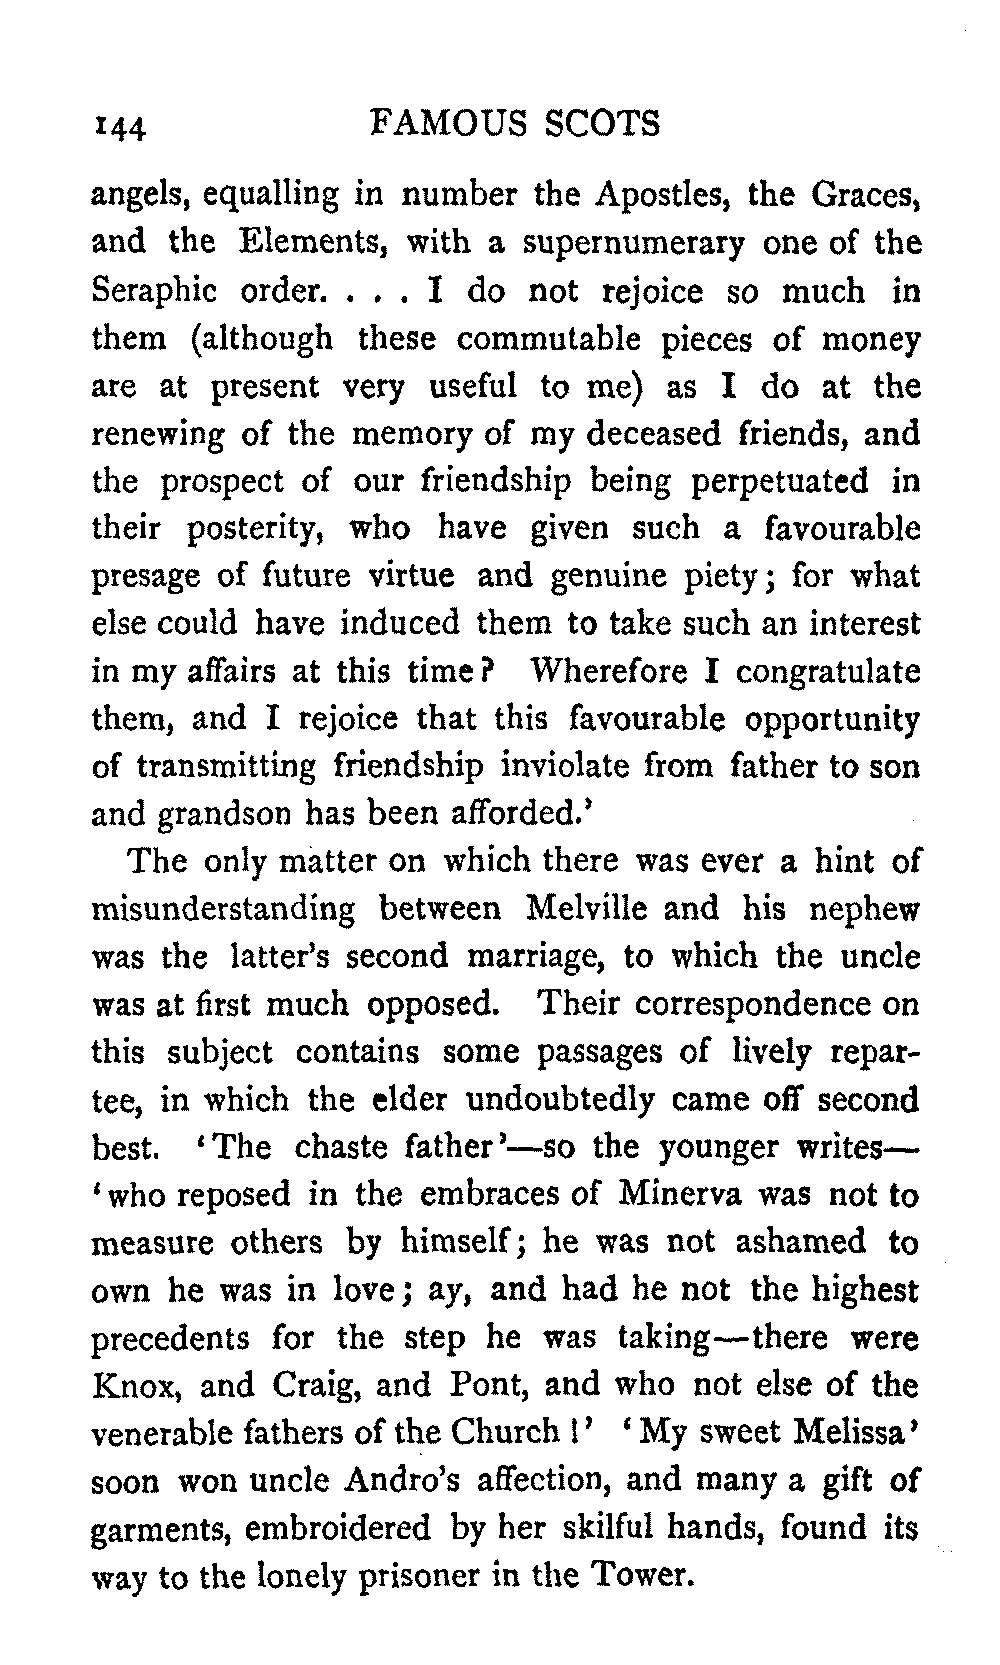 144 FAMOUS SCOTS
angels, equalling in number the Apostles, the Graces,
and the Elements, with a supernumerary one of the
Seraphic order. . . . I do not rejoice so much in
them (although these commutable pieces of money
are at present very useful to me) as I do at the
renewing of the memory of my deceased friends, and
the prospect of our friendship being perpetuated in
their posterity, who have given such a favourable
presage of future virtue and genuine piety; for what
else could have induced them to take such an interest
in my affairs at this time? Wherefore I congratulate
them, and I rejoice that this favourable opportunity
of transmitting friendship inviolate from father to son
and grandson has been afforded.'
The only matter on which there was ever a hint of
misunderstanding between Melville and his nephew
was the latter's second marriage, to which the uncle
was at first much opposed. Their correspondence on
this subject contains some passages of lively repar-
tee, in which the elder undoubtedly came off second
best. 'The chaste father'—so the younger writes—
'who reposed in the embraces of Minerva was not to
measure others by himself; he was not ashamed to
own he was in love; ay, and had he not the highest
precedents for the step he was taking—there were
Knox, and Craig, and Pont, and who not else of the
venerable fathers of the Church!' 'My sweet Melissa'
soon won uncle Andro's affection, and many a gift of
garments, embroidered by her skilful hands, found its
way to the lonely prisoner in the Tower.